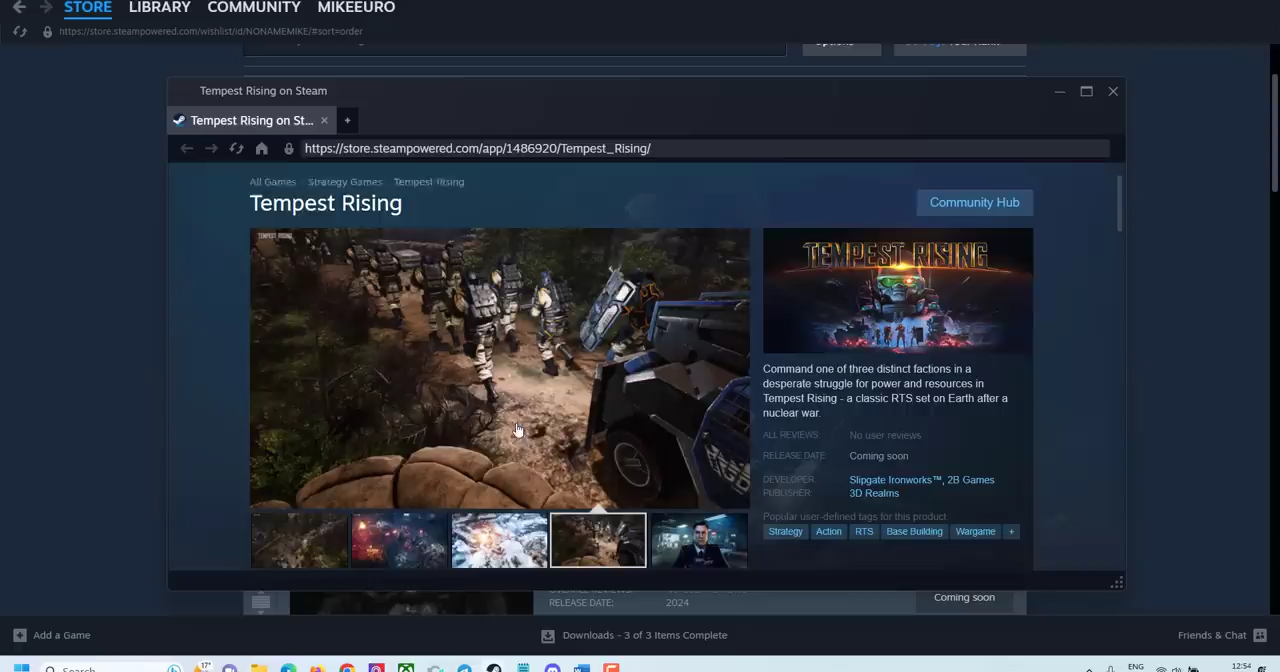 STORE LIBRARY COMMUNITY MIKEEURO
https://store.steampowered.com/wishlist/id/NONAMEMIKE/#sort=order
Tempest Rising on Steam
Tempest Rising on St...
https://store.steampowered.com/app/1486920/Tempest_Rising/
All Games Strategy Games Tempest Rising
Tempest Rising
Community Hub
TEMPEST RISING
TEMPEST RISING
Command one of three distinct factions in a
desperate struggle for power and resources in
Tempest Rising - a classic RTS set on Earth after a
nuclear war.
ALL REVIEWS: No user reviews
RELEASE DATE: Coming soon
DEVELOPER: Slipgate Ironworks™, 2B Games
PUBLISHER: 3D Realms
Popular user-defined tags for this product:
Strategy Action RTS Base Building Wargame +
RELEASE DATE: 2024
Coming soon
Add a Game
Downloads - 3 of 3 Items Complete
Friends & Chat
Search
17°
ENG
12:54